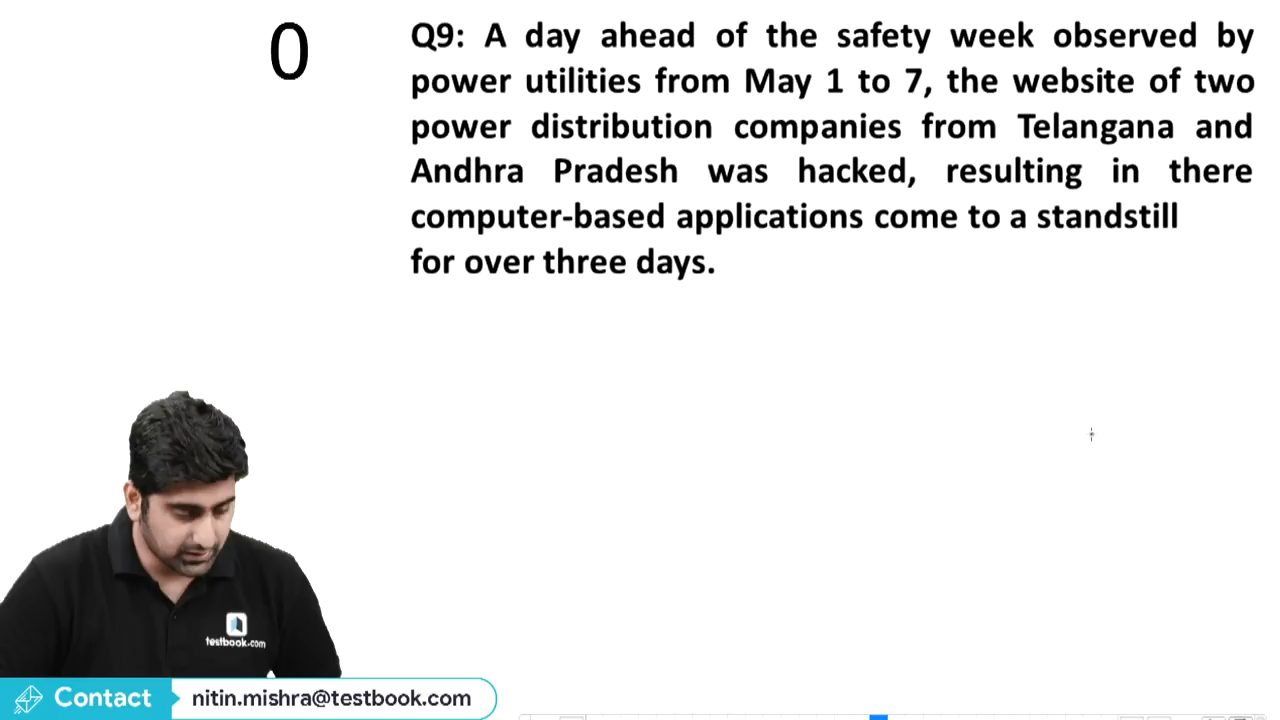 0
Q9: A day ahead of the safety week observed by
power utilities from May 1 to 7, the website of two
power distribution companies from Telangana and
Andhra Pradesh was hacked, resulting in there
computer-based applications come to a standstill
for over three days.
testbook.com
Contact nitin.mishra@testbook.com